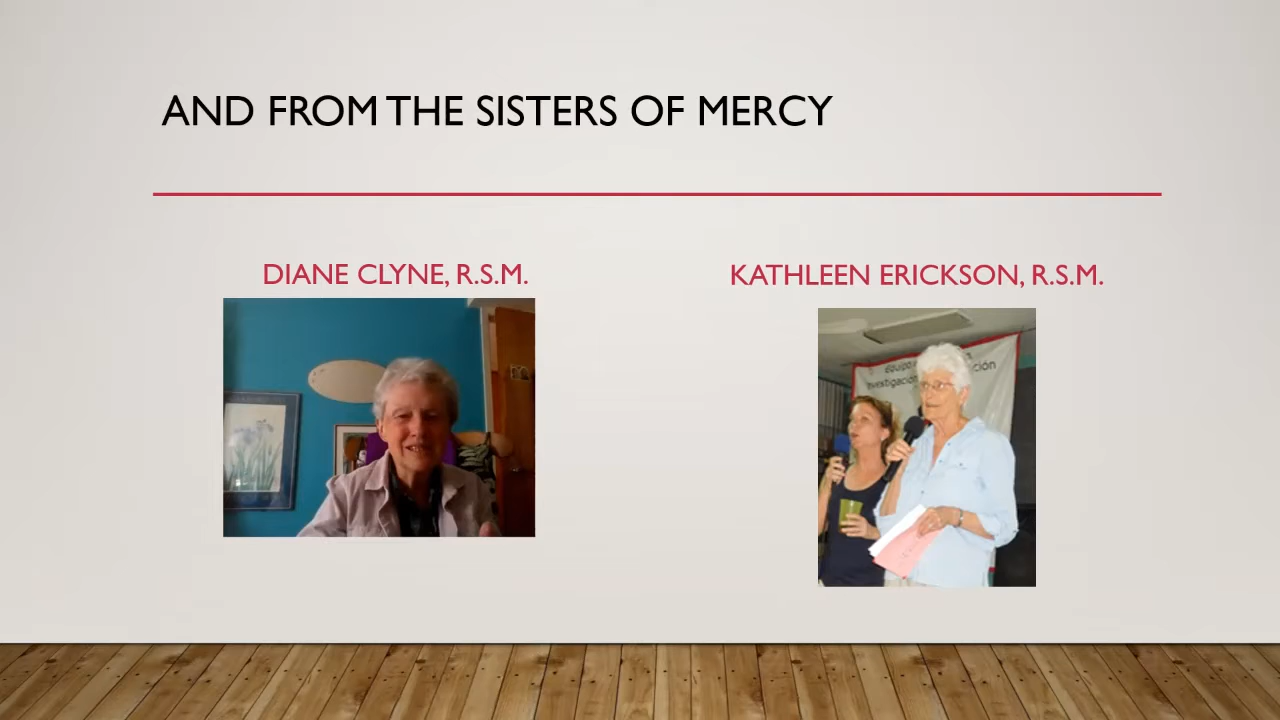 AND FROM THE SISTERS OF MERCY
DIANE CLYNE, R.S.M.
KATHLEEN ERICKSON, R.S.M.